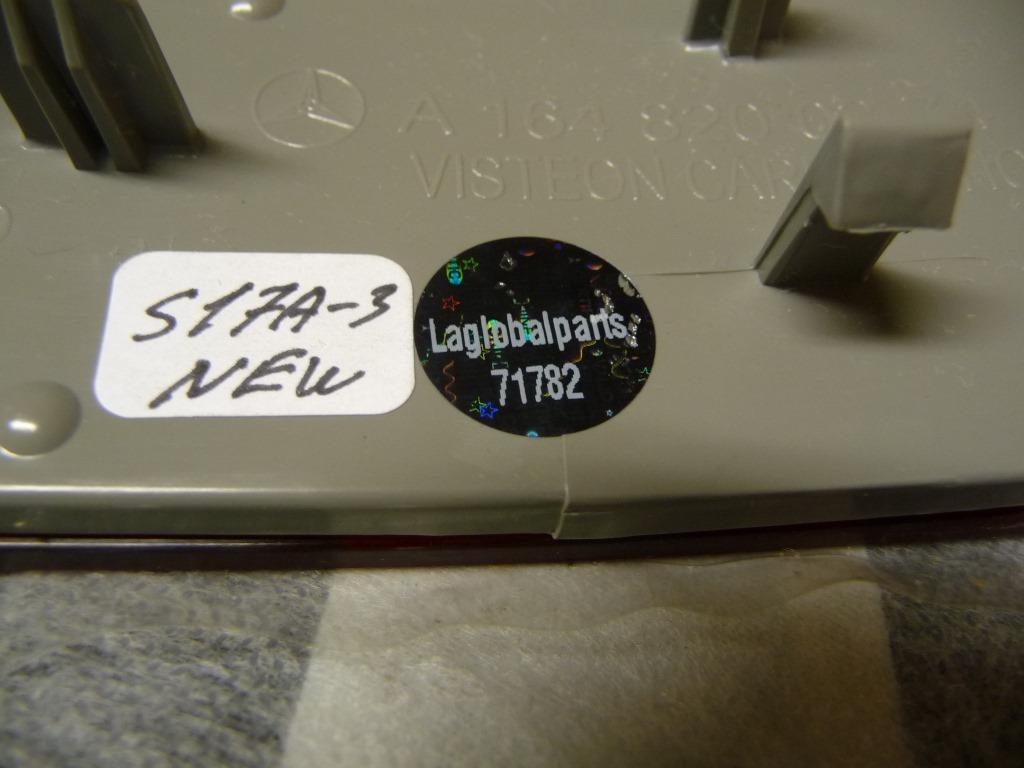 A 164 820
VISTEON
S17A-3
NEW
Laglobalparts
71782